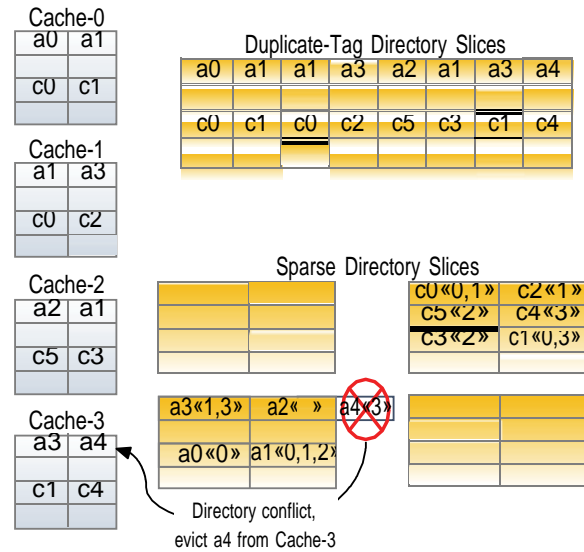 Cache-0
a0 a1
c0 c1
Cache-1
a1 a3
c0 c2
Cache-2
a2 a1
c5 c3
Cache-3
a3 a4
c1 c4
Duplicate-Tag Directory Slices
a0 a1 a1 a3 a2 a1 a3 a4
c0 c1 c0 c2 c5 c3 c1 c4
Sparse Directory Slices
c0«0,1» c2«1»
c5«2» c4«3»
c3«2» c1«0,3»
a3«1,3» a2« » a4«3»
a0«0» a1«0,1,2»
Directory conflict,
evict a4 from Cache-3